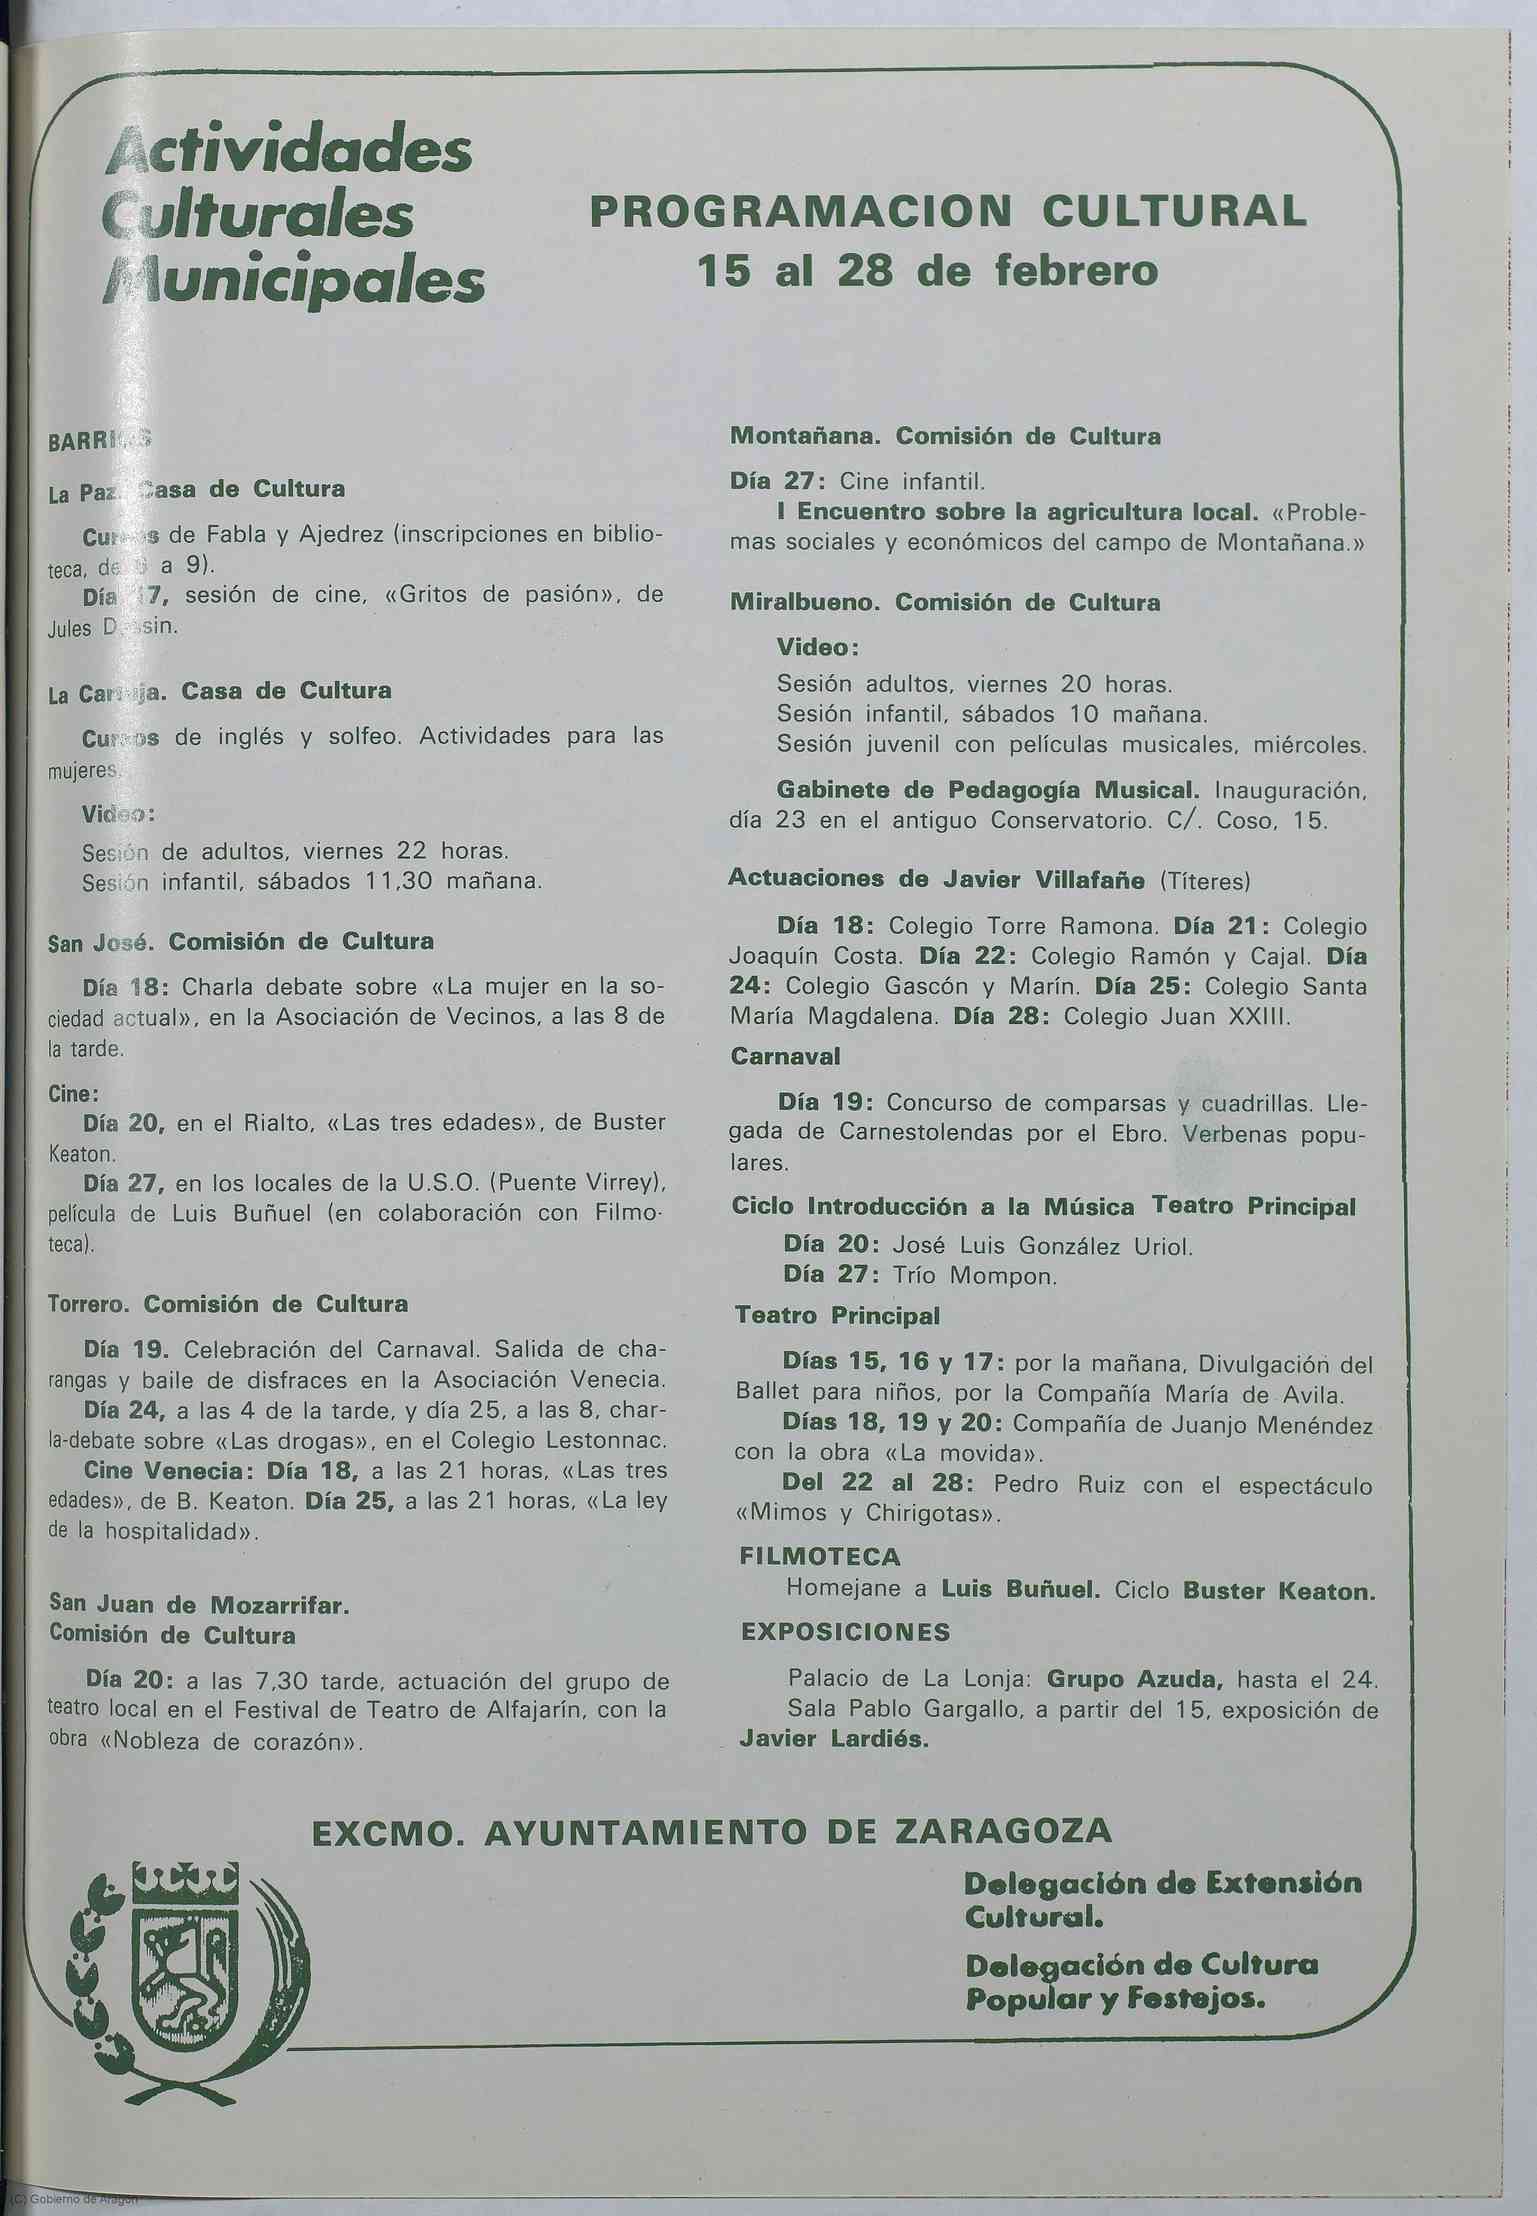 Actividades
Culturales
Municipales
PROGRAMACION CULTURAL
15 al 28 de febrero
BARRIOS
La Paz. Casa de Cultura
Cursos de Fabla y Ajedrez (inscripciones en biblio-
teca, de a 9).
Día 17, sesión de cine, «Gritos de pasión», de
Jules Dassin.
La Cartuja. Casa de Cultura
Cursos de inglés y solfeo. Actividades para las
mujeres.
Video:
Sesión de adultos, viernes 22 horas.
Sesión infantil, sábados 11,30 mañana.
San José. Comisión de Cultura
Día 18: Charla debate sobre «La mujer en la so-
ciedad actual», en la Asociación de Vecinos, a las 8 de
la tarde.
Cine:
Día 20, en el Rialto, «Las tres edades», de Buster
Keaton.
Día 27, en los locales de la U.S.O. (Puente Virrey),
película de Luis Buñuel (en colaboración con Filmo-
teca).
Torrero. Comisión de Cultura
Día 19. Celebración del Carnaval. Salida de cha-
rangas y baile de disfraces en la Asociación Venecia.
Día 24, a las 4 de la tarde, y día 25, a las 8, char-
la-debate sobre «Las drogas», en el Colegio Lestonnac.
Cine Venecia: Día 18, a las 21 horas, «Las tres
edades», de B. Keaton. Día 25, a las 21 horas, «La ley
de la hospitalidad».
San Juan de Mozarrifar.
Comisión de Cultura
Día 20: a las 7,30 tarde, actuación del grupo de
teatro local en el Festival de Teatro de Alfajarín, con la
obra «Nobleza de corazón».
Montañana. Comisión de Cultura
Día 27: Cine infantil.
I Encuentro sobre la agricultura local. «Proble-
mas sociales y económicos del campo de Montañana.»
Miralbueno. Comisión de Cultura
Video:
Sesión adultos, viernes 20 horas.
Sesión infantil, sábados 10 mañana.
Sesión juvenil con películas musicales, miércoles.
Gabinete de Pedagogía Musical. Inauguración,
día 23 en el antiguo Conservatorio. C/. Coso, 15.
Actuaciones de Javier Villafañe (Títeres)
Día 18: Colegio Torre Ramona. Día 21: Colegio
Joaquín Costa. Día 22: Colegio Ramón y Cajal. Día
24: Colegio Gascón y Marín. Día 25: Colegio Santa
María Magdalena. Día 28: Colegio Juan XXIII.
Carnaval
Día 19: Concurso de comparsas y cuadrillas. Lle-
gada de Carnestolendas por el Ebro. Verbenas popu-
lares.
Ciclo Introducción a la Música Teatro Principal
Día 20: José Luis González Uriol.
Día 27: Trío Mompon.
Teatro Principal
Días 15, 16 y 17: por la mañana, Divulgación del
Ballet para niños, por la Compañía María de Avila.
Días 18, 19 y 20: Compañía de Juanjo Menéndez
con la obra «La movida».
Del 22 al 28: Pedro Ruiz con el espectáculo
«Mimos y Chirigotas».
FILMOTECA
Homejane a Luis Buñuel. Ciclo Buster Keaton.
EXPOSICIONES
Palacio de La Lonja: Grupo Azuda, hasta el 24.
Sala Pablo Gargallo, a partir del 15, exposición de
Javier Lardiés.
EXCMO. AYUNTAMIENTO DE ZARAGOZA
Delegación de Extensión
Cultural.
Delegación de Cultura
Popular y Festejos.
(C) Gobierno de Aragón